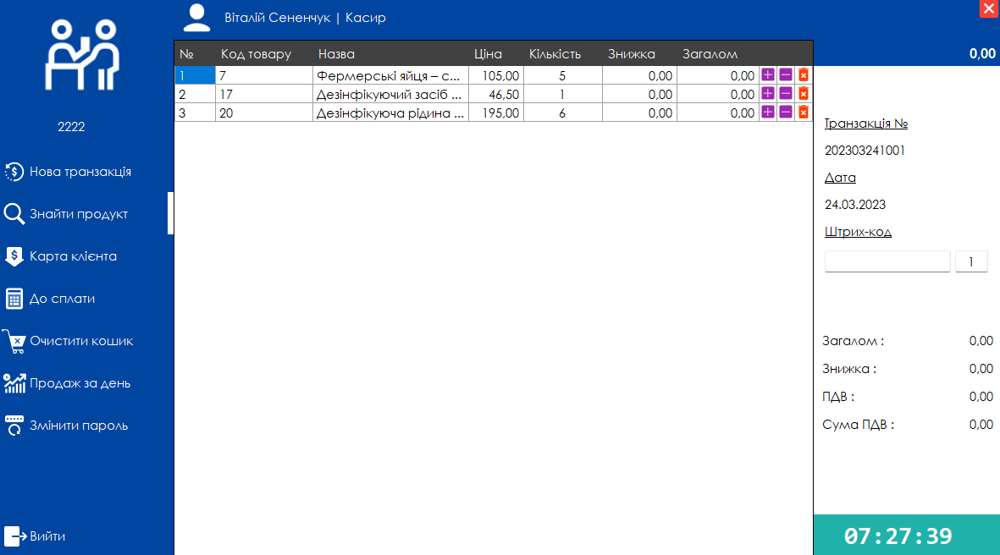 Віталій Сененчук | Касир
0,00
2222
Нова транзакція
Знайти продукт
Карта клієнта
До сплати
Очистити кошик
Продаж за день
Змінити пароль
Вийти
№ Код товару Назва Ціна Кількість Знижка Загалом
1 7 Фермерські яйця – с... 105,00 5 0,00 0,00
2 17 Дезінфікуючий засіб ... 46,50 1 0,00 0,00
3 20 Дезінфікуюча рідина ... 195,00 6 0,00 0,00
Транзакція №
202303241001
Дата
24.03.2023
Штрих-код
1
Загалом : 0,00
Знижка : 0,00
ПДВ : 0,00
Сума ПДВ : 0,00
07:27:39